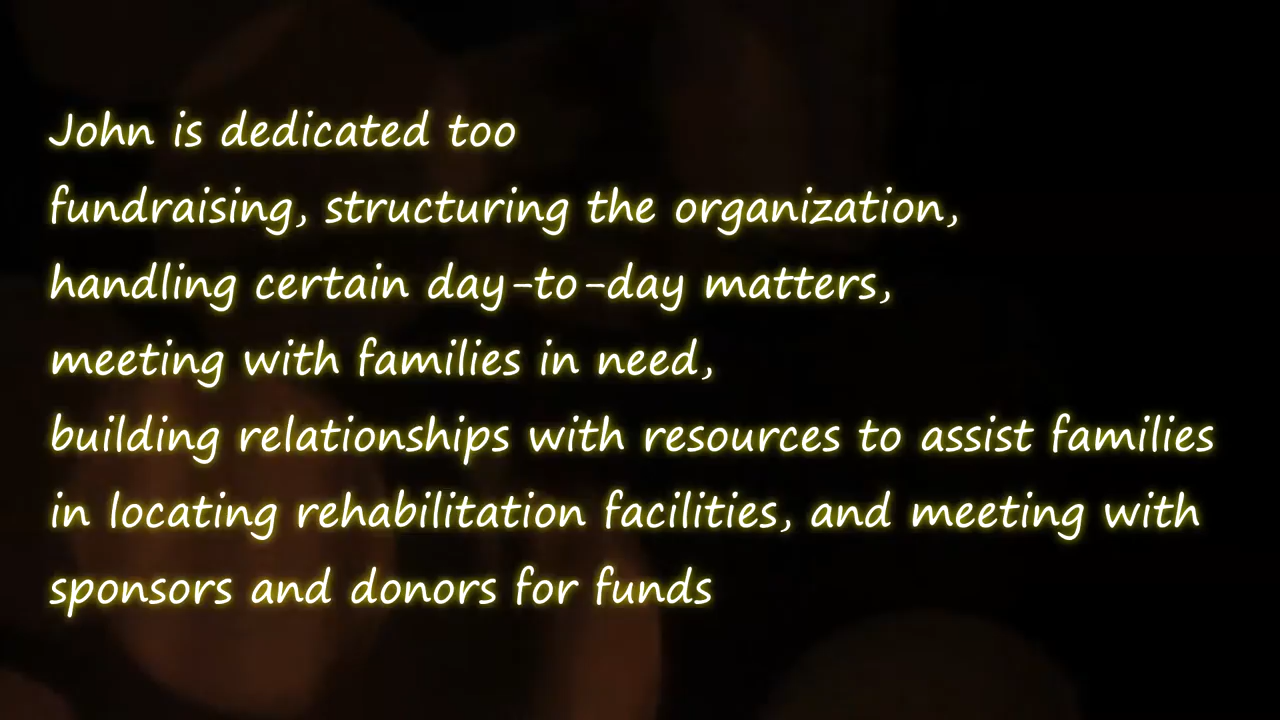 John is dedicated too
fundraising, structuring the organization,
handling certain day-to-day matters,
meeting with families in need,
building relationships with resources to assist families
in locating rehabilitation facilities, and meeting with
sponsors and donors for funds